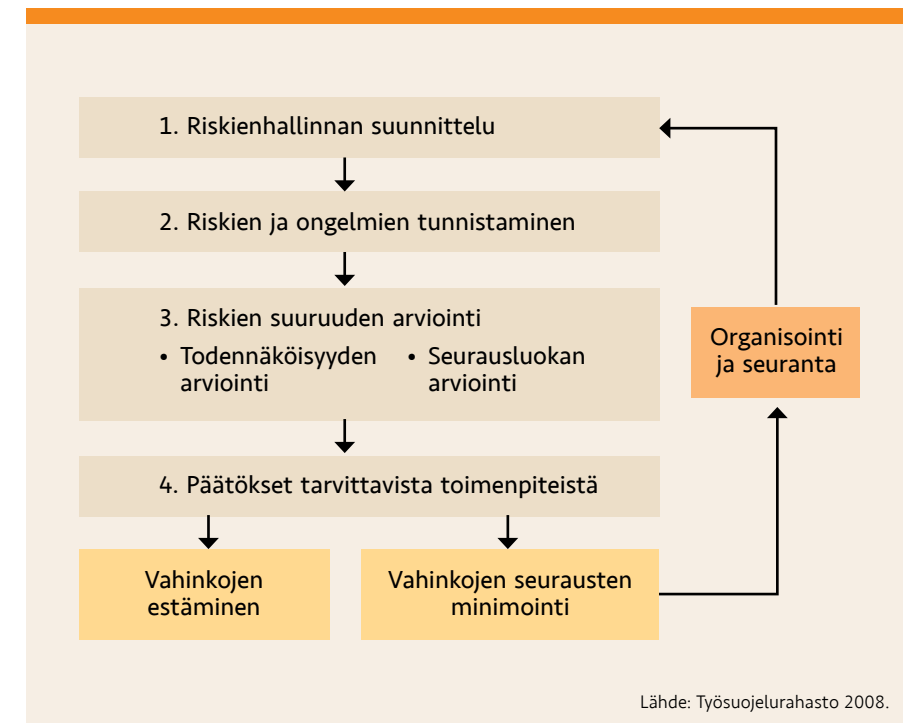 1. Riskienhallinnan suunnittelu
2. Riskien ja ongelmien tunnistaminen
3. Riskien suuruuden arviointi
• Todennäköisyyden
arviointi
• Seurausluokan
arviointi
4. Päätökset tarvittavista toimenpiteistä
Vahinkojen
estäminen
Vahinkojen seurausten
minimointi
Organisointi
ja seuranta
Lähde: Työsuojelurahasto 2008.